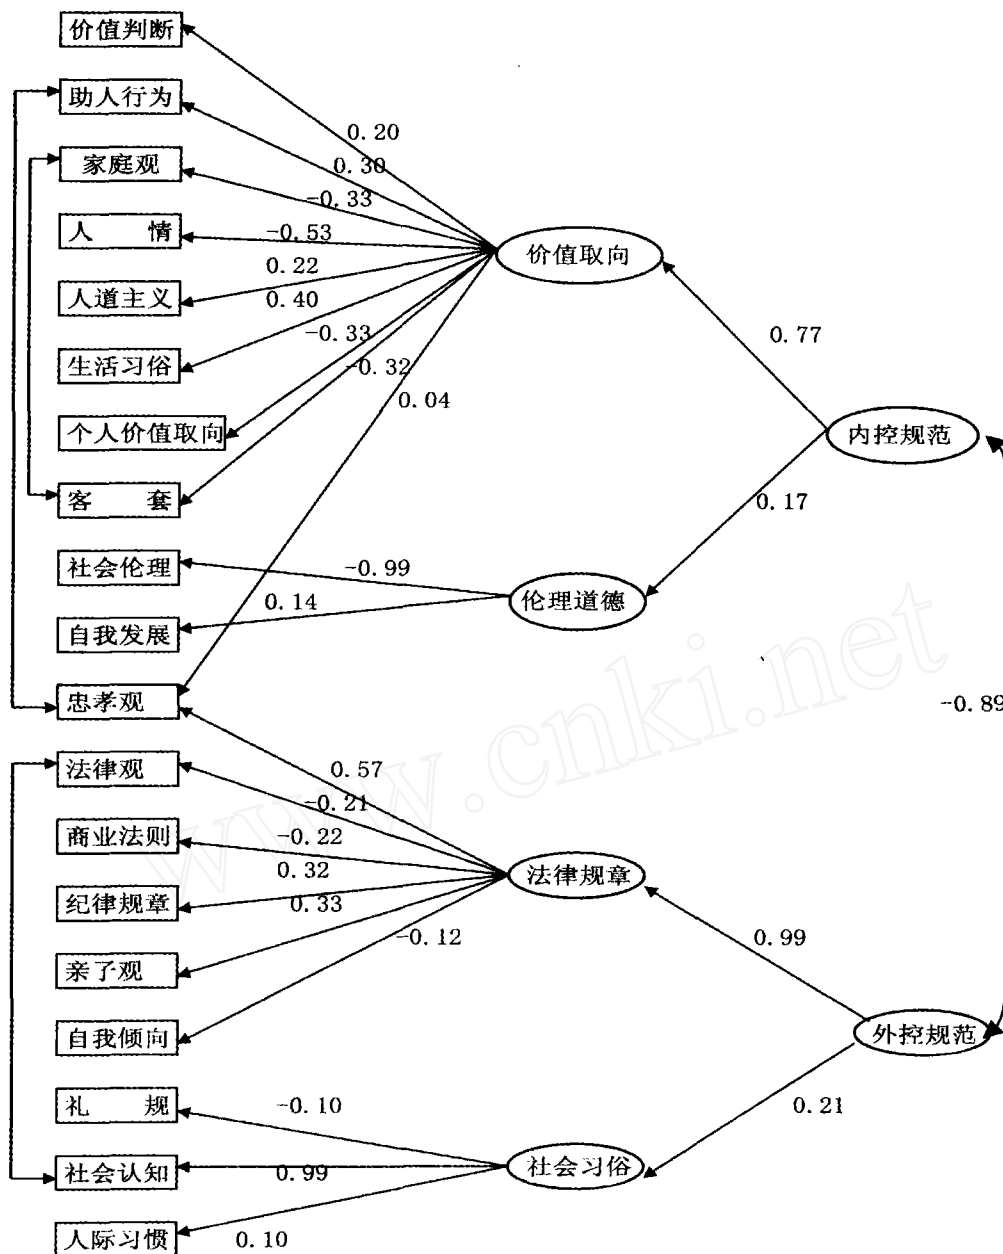 价值判断
助人行为
0.20
家庭观
0.30
-0.33
人 情
-0.53
价值取向
0.22
人道主义
0.40
-0.33
0.77
生活习俗
-0.32
0.04
个人价值取向
内控规范
客 套
0.17
社会伦理
-0.99
0.14
伦理道德
自我发展
忠孝观
-0.89
法律观
0.57
-0.21
商业法则
-0.22
0.32
法律规章
纪律规章
0.33
-0.12
0.99
亲子观
自我倾向
外控规范
礼 规
-0.10
0.21
社会认知
0.99
社会习俗
人际习惯
0.10
www.cnki.net